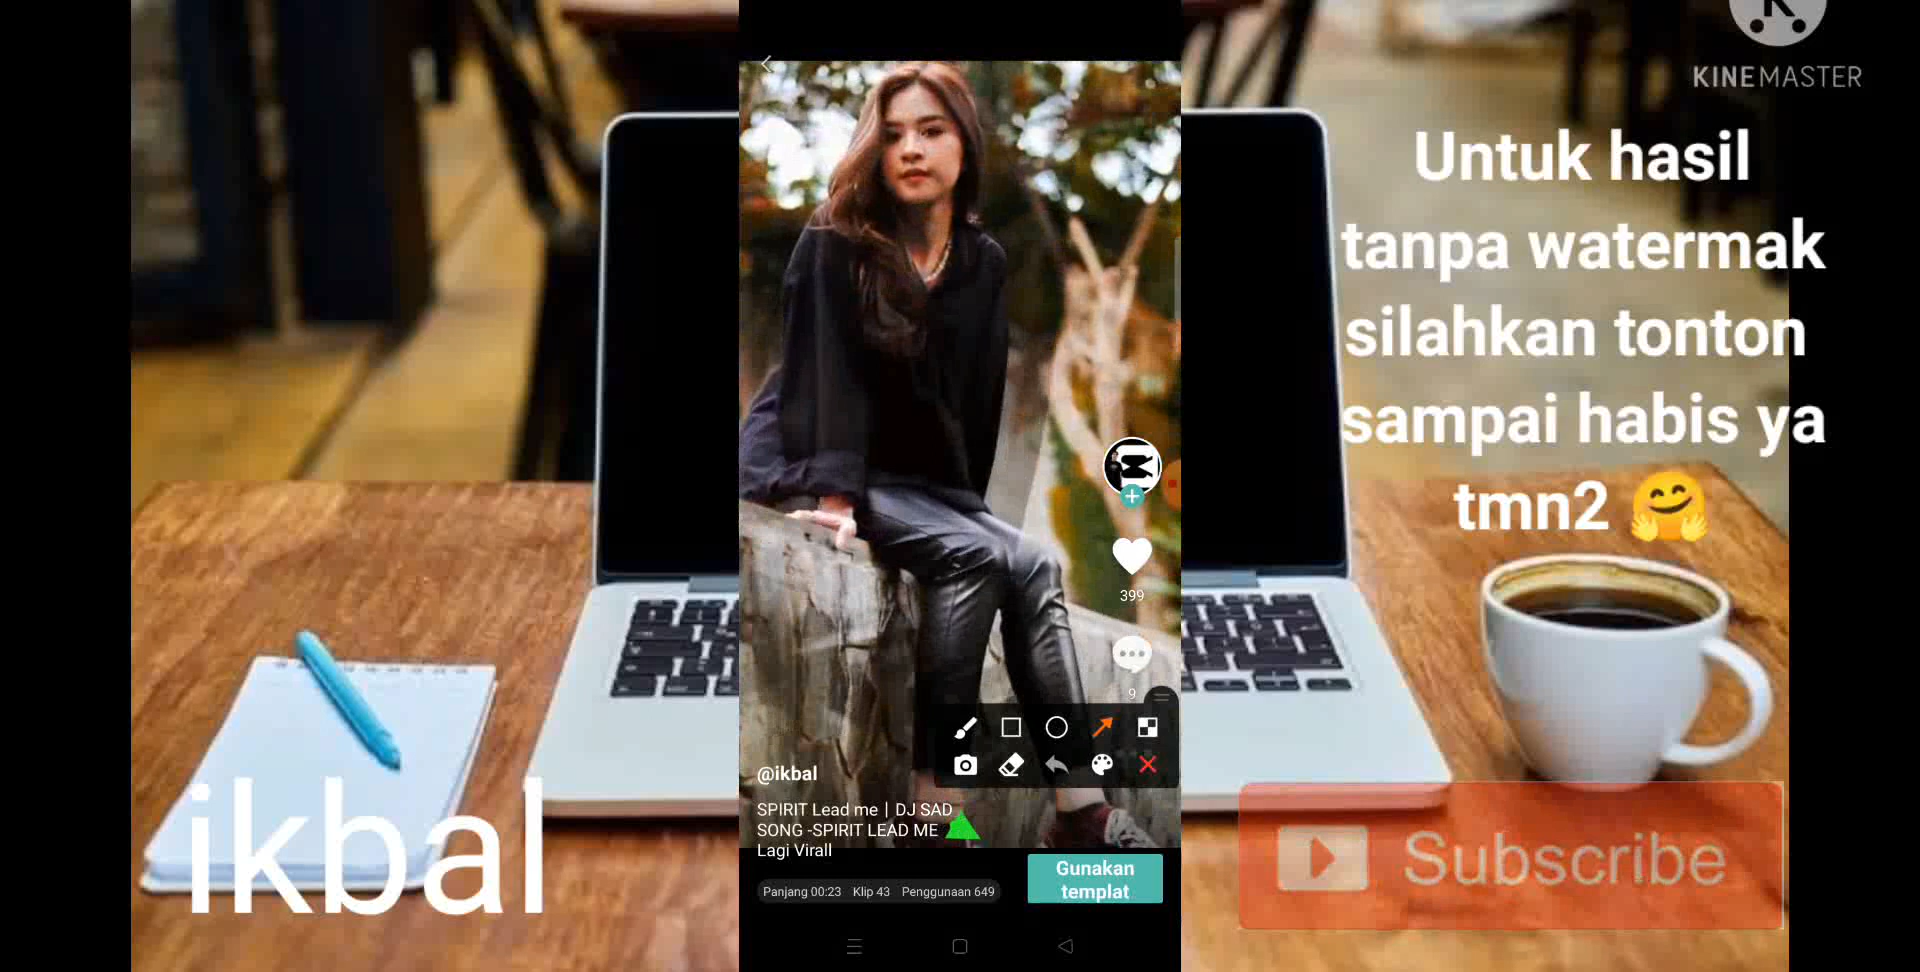 KINEMASTER
Untuk hasil
tanpa watermak
silahkan tonton
sampai habis ya
tmn2 🤗
399
9
@ikbal
SPIRIT Lead me | DJ SAD
SONG -SPIRIT LEAD ME
Lagi Virall
Panjang 00:23 Klip 43 Penggunaan 649
Gunakan
templat
ikbal
Subscribe